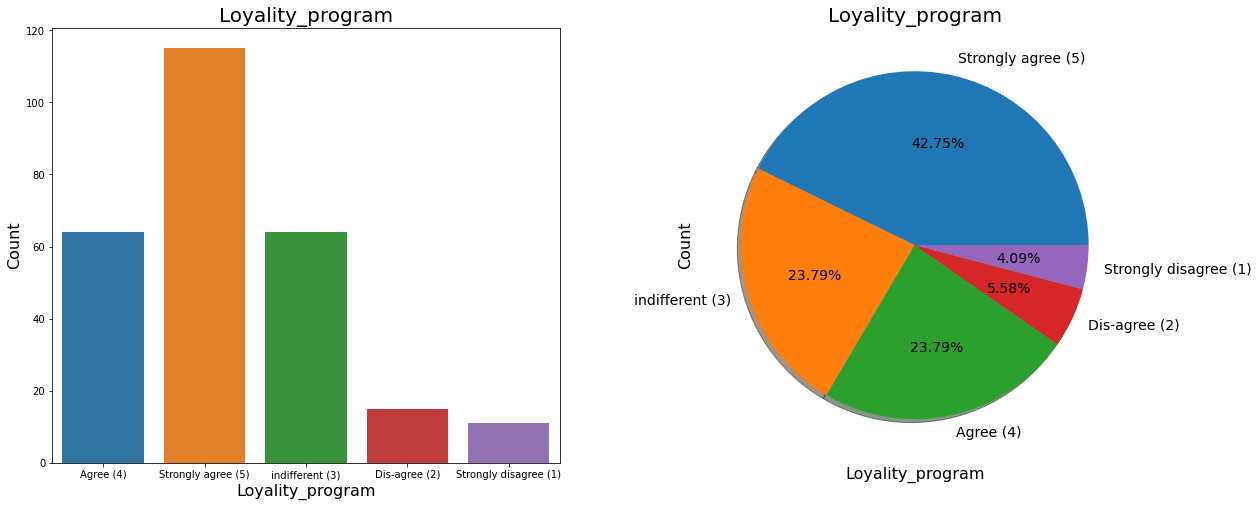 Loyality_program
120
100
80
60
40
20
0
Count
Agree (4)
Strongly agree (5)
indifferent (3)
Dis-agree (2)
Strongly disagree (1)
Loyality_program
Loyality_program
Strongly agree (5)
42.75%
Count
23.79%
indifferent (3)
4.09%
Strongly disagree (1)
5.58%
Dis-agree (2)
23.79%
Agree (4)
Loyality_program